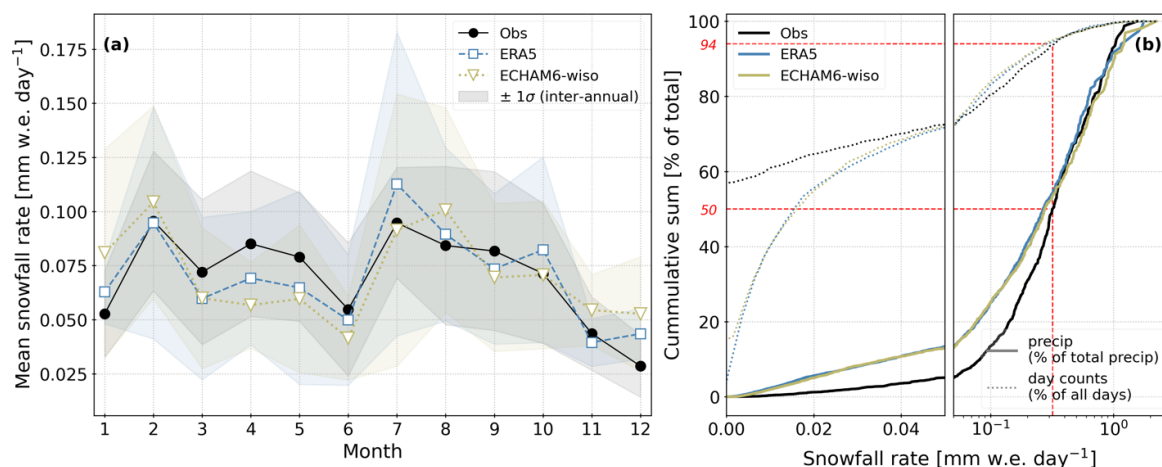 (a)
Obs
ERA5
ECHAM6-wiso
± 1σ (inter-annual)
0.175
0.150
0.125
0.100
0.075
0.050
0.025
Mean snowfall rate [mm w.e. day⁻¹]
1 2 3 4 5 6 7 8 9 10 11 12
Month
(b)
Obs
ERA5
ECHAM6-wiso
100
94
80
60
50
40
20
0
Cummulative sum [% of total]
precip
(% of total precip)
day counts
(% of all days)
0.00 0.02 0.04 10⁻¹ 10⁰
Snowfall rate [mm w.e. day⁻¹]